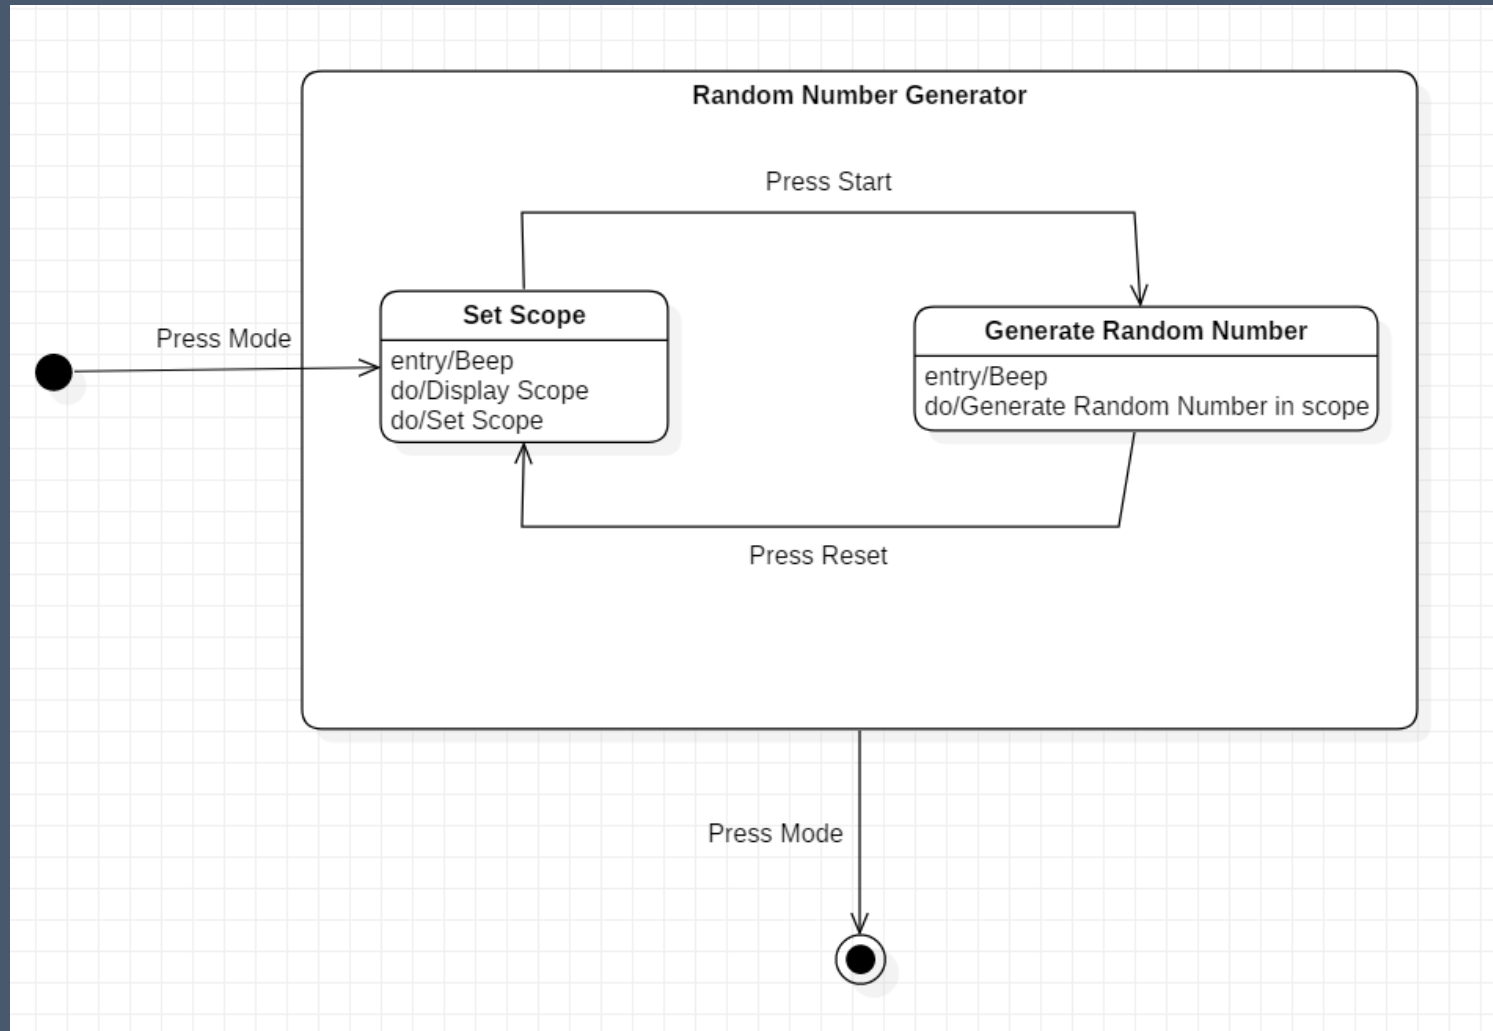 Random Number Generator
Press Start
Set Scope
entry/Beep
do/Display Scope
do/Set Scope
Press Mode
Generate Random Number
entry/Beep
do/Generate Random Number in scope
Press Reset
Press Mode